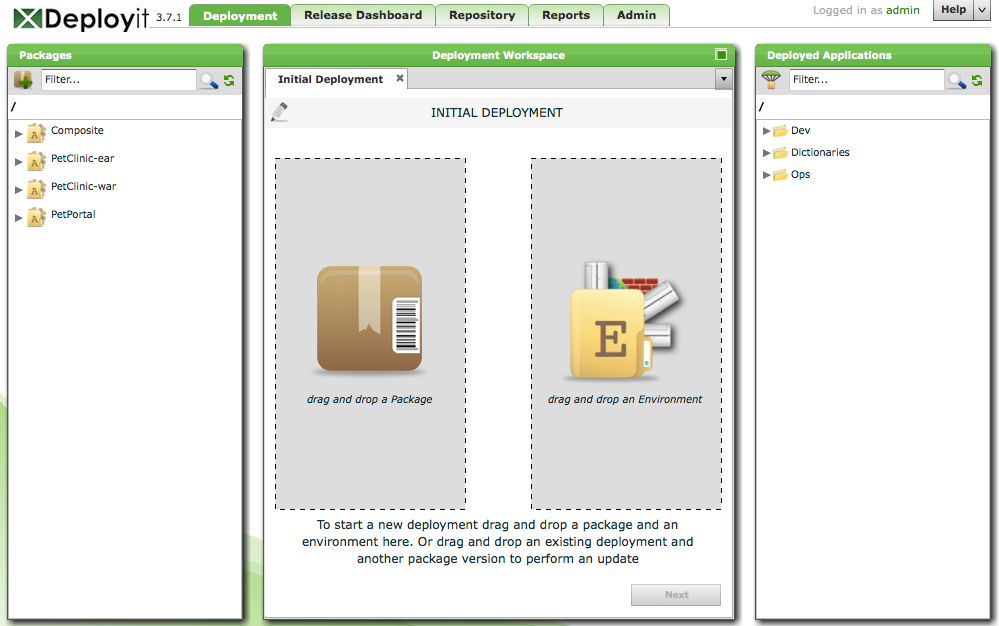 Deployit 3.7.1
Deployment
Release Dashboard
Repository
Reports
Admin
Logged in as admin
Help
Packages
Filter...
/
Composite
PetClinic-ear
PetClinic-war
PetPortal
Deployment Workspace
Initial Deployment
INITIAL DEPLOYMENT
drag and drop a Package
E
drag and drop an Environment
To start a new deployment drag and drop a package and an
environment here. Or drag and drop an existing deployment and
another package version to perform an update
Next
Deployed Applications
Filter...
/
Dev
Dictionaries
Ops